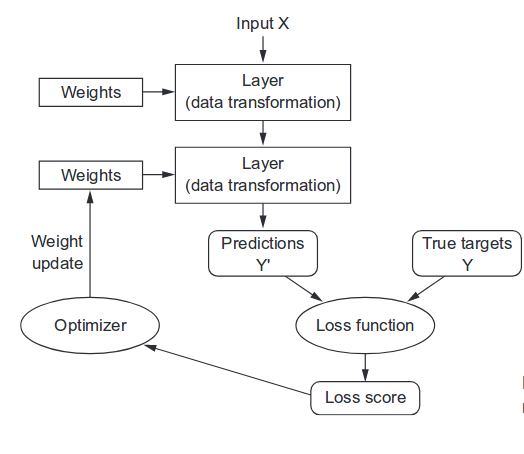 Input X
Layer
(data transformation)
Weights
Layer
(data transformation)
Weights
Weight
update
Predictions
Y'
True targets
Y
Optimizer
Loss function
Loss score